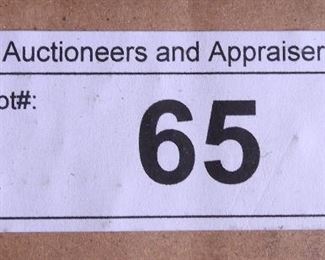 Auctioneers and Appraiser
ot#:
65